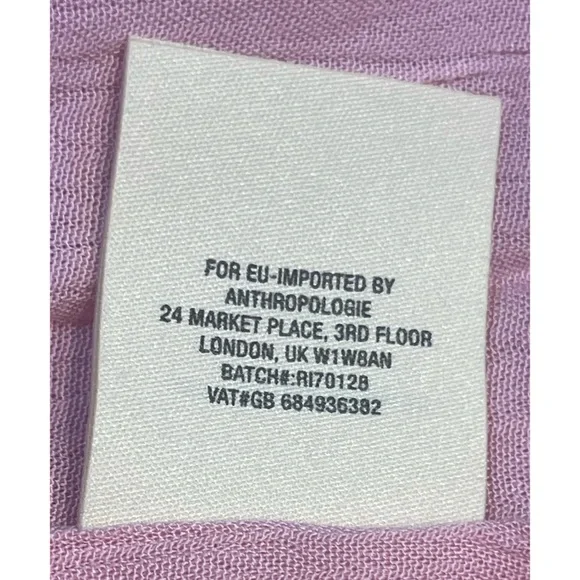 FOR EU-IMPORTED BY
ANTHROPOLOGIE
24 MARKET PLACE, 3RD FLOOR
LONDON, UK W1W8AN
BATCH#:RI70128
VAT#GB 684936382